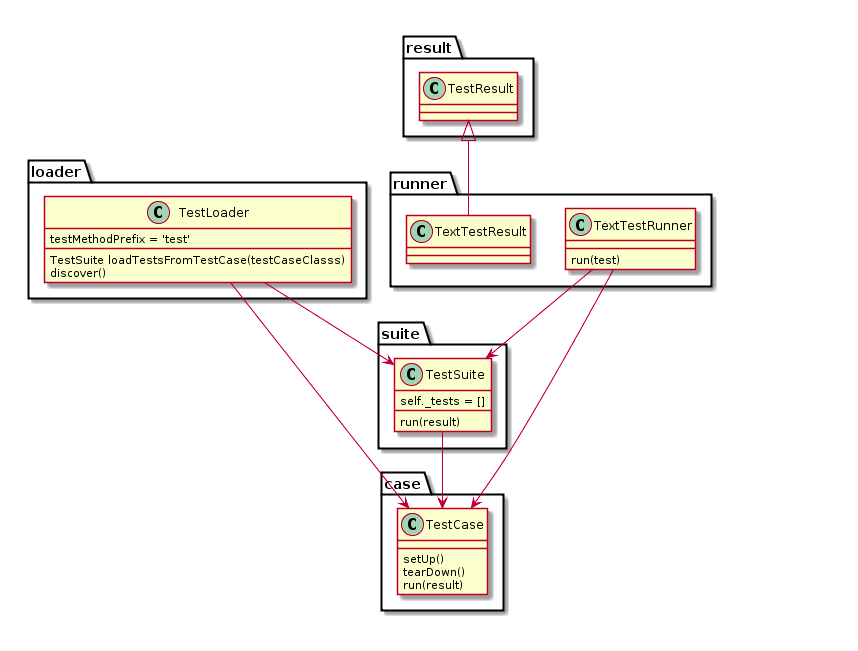 result
C TestResult
loader
C TestLoader
testMethodPrefix = 'test'
TestSuite loadTestsFromTestCase(testCaseClasss)
discover()
runner
C TextTestResult
C TextTestRunner
run(test)
suite
C TestSuite
self._tests = []
run(result)
case
C TestCase
setUp()
tearDown()
run(result)